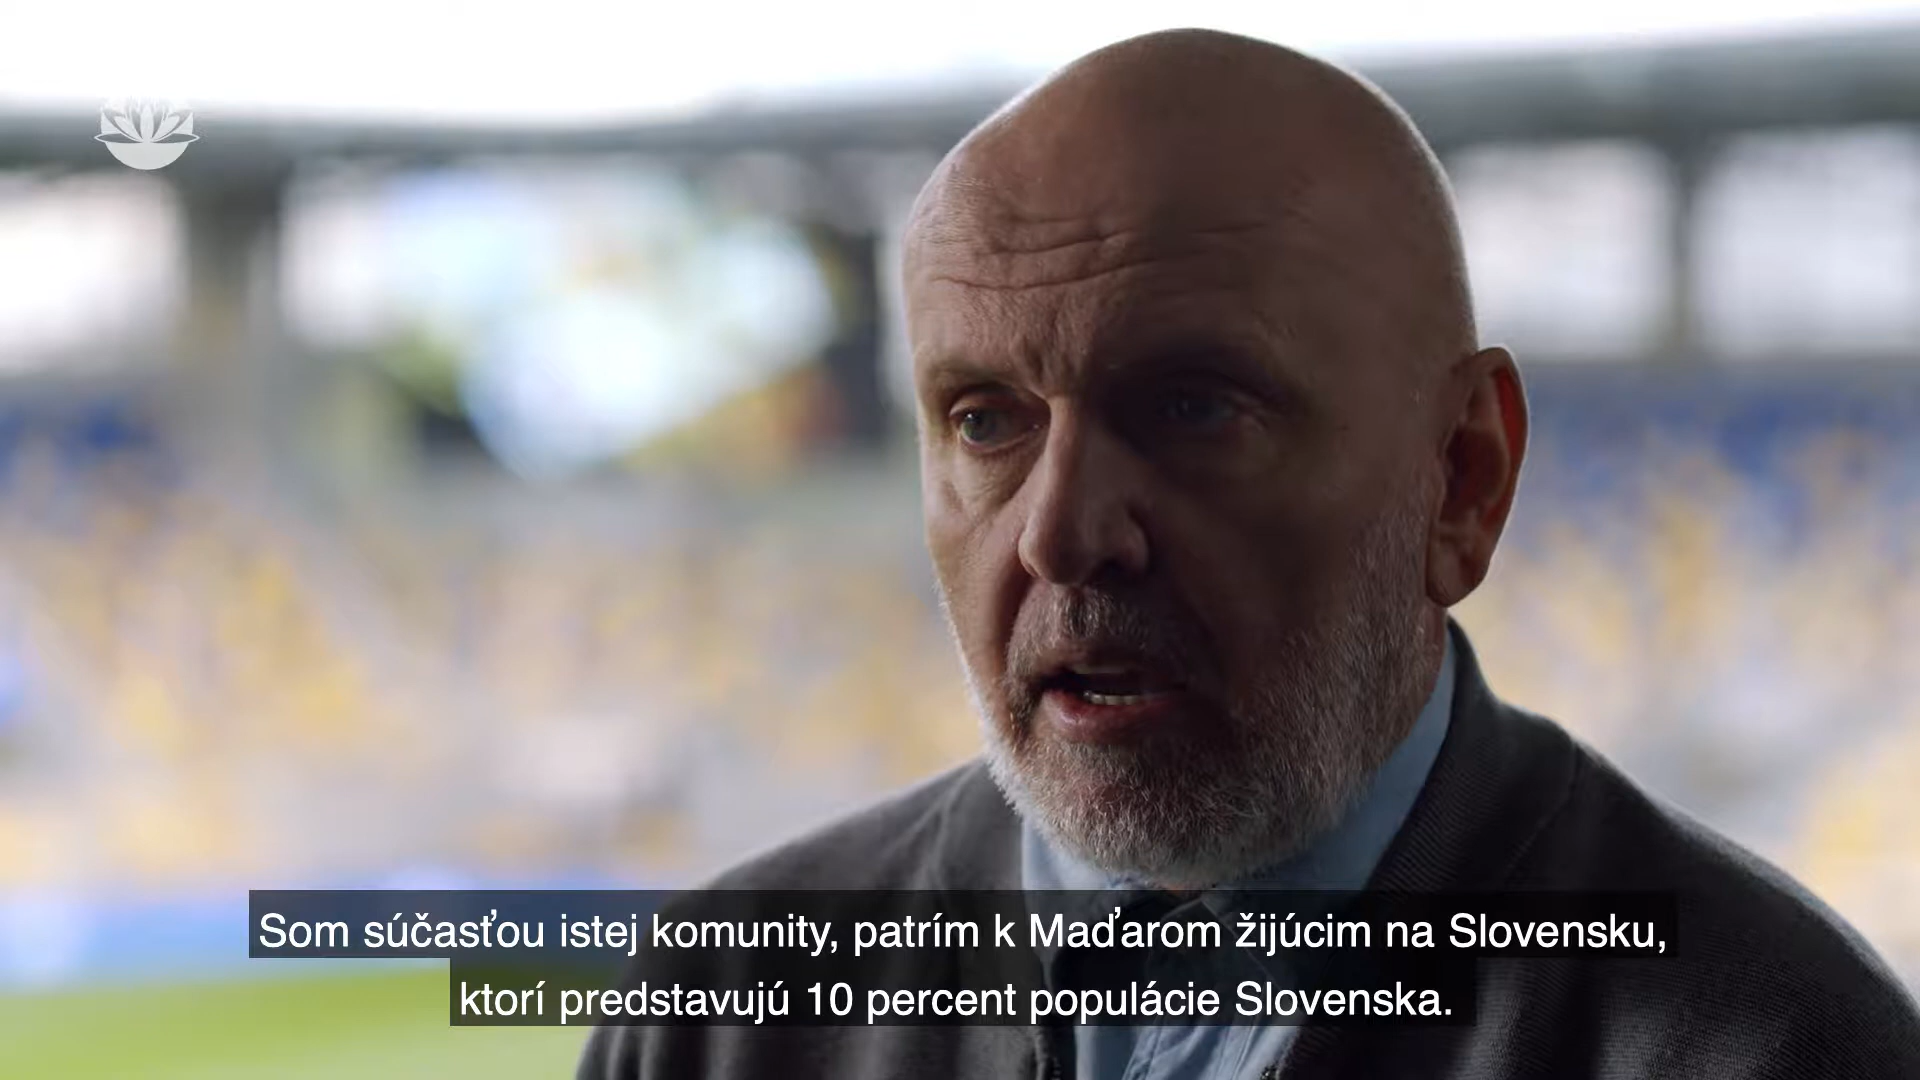 Som súčasťou istej komunity, patrím k Maďarom žijúcim na Slovensku,
ktorí predstavujú 10 percent populácie Slovenska.